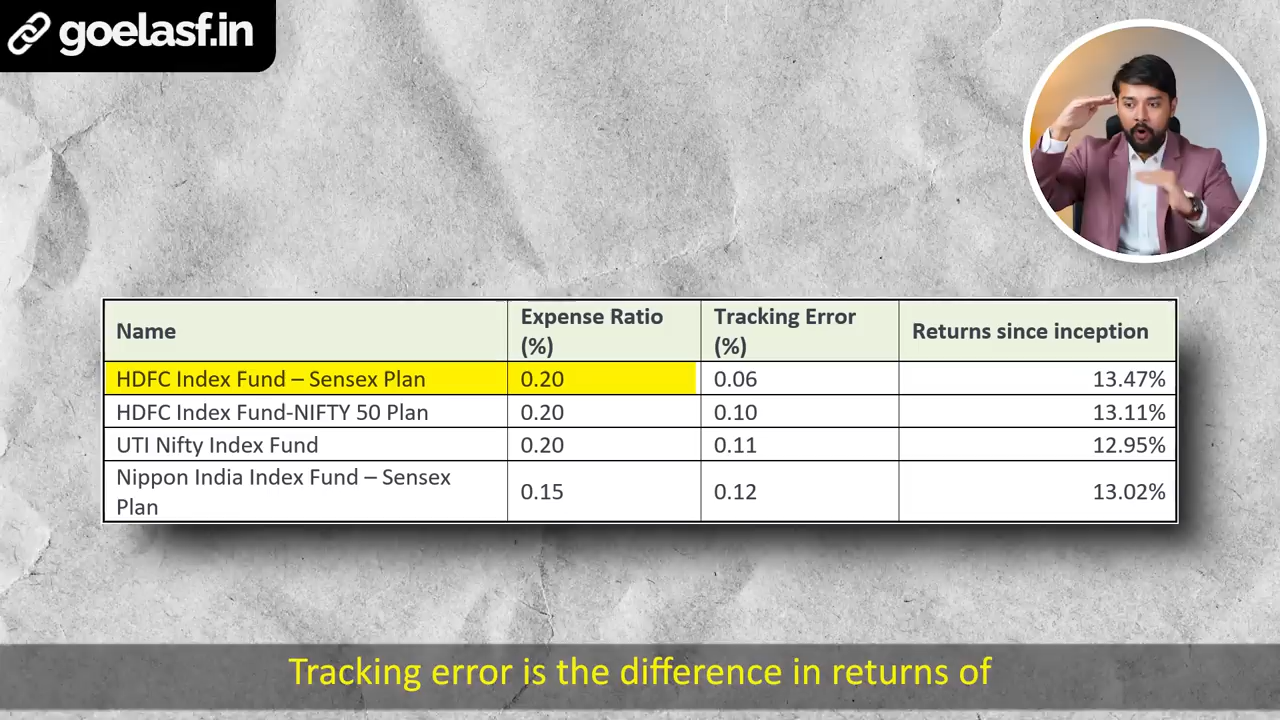 goelasf.in
Name
Expense Ratio
(%)
Tracking Error
(%)
Returns since inception
HDFC Index Fund – Sensex Plan 0.20 0.06 13.47%
HDFC Index Fund-NIFTY 50 Plan 0.20 0.10 13.11%
UTI Nifty Index Fund 0.20 0.11 12.95%
Nippon India Index Fund – Sensex
Plan
0.15 0.12 13.02%
Tracking error is the difference in returns of